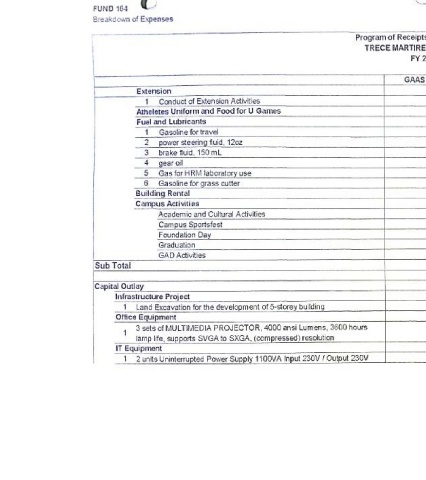 FUND 164
Breakdown of Expenses
Program of Receipts
TRECE MARTIRE
FY 2
GAAS
Extension
1 Conduct of Extension Activities
Atheletes Uniform and Food for U Games
Fuel and Lubricants
1 Gasoline for travel
2 power steering fluid, 12oz
3 brake fluid, 150 mL
4 gear oil
5 Gas for HRM laboratory use
6 Gasoline for grass cutter
Building Rental
Campus Activities
Academic and Cultural Activities
Campus Sportsfest
Foundation Day
Graduation
GAD Activities
Sub Total
Capital Outlay
Infrastructure Project
1 Land Excavation for the development of 5-storey building
Office Equipment
1 3 sets of MULTIMEDIA PROJECTOR, 4000 ansi Lumens, 3600 hours
lamp life, supports SVGA to SXGA, (compressed) resolution
IT Equipment
1 2 units Uninterrupted Power Supply 1100VA Input 230V / Output 230V